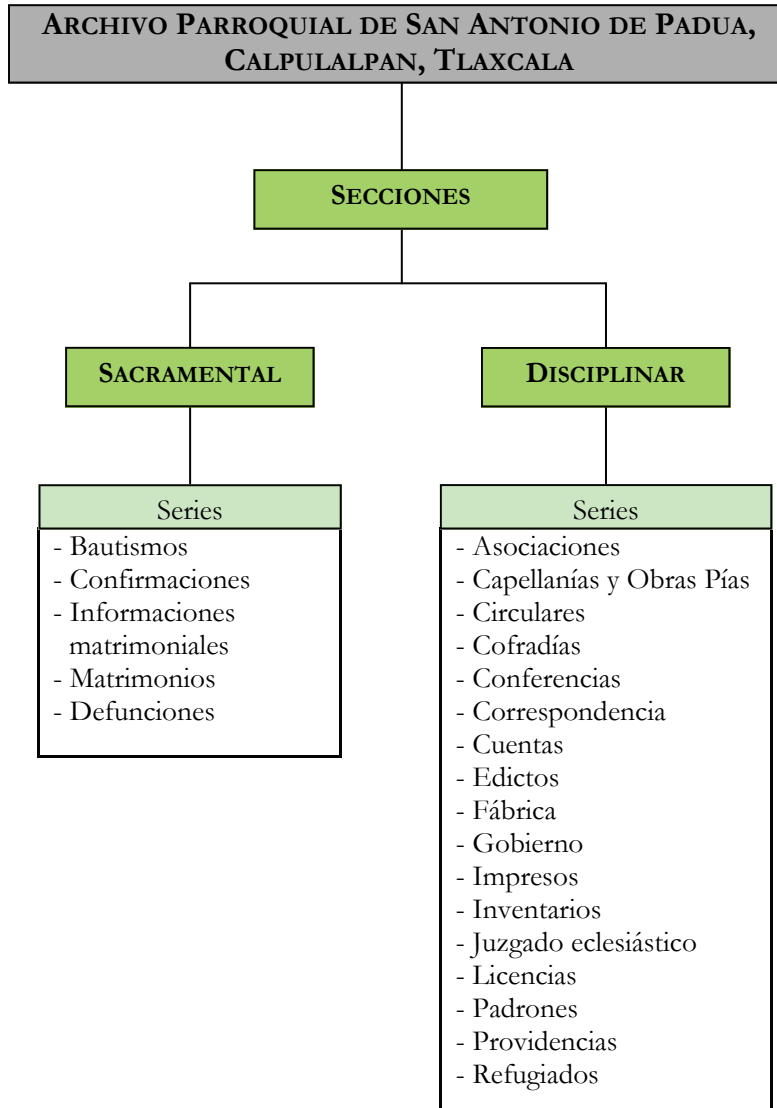 ARCHIVO PARROQUIAL DE SAN ANTONIO DE PADUA,
CALPULALPAN, TLAXCALA
SECCIONES
SACRAMENTAL
DISCIPLINAR
Series
- Bautismos
- Confirmaciones
- Informaciones
matrimoniales
- Matrimonios
- Defunciones
Series
- Asociaciones
- Capellanías y Obras Pías
- Circulares
- Cofradías
- Conferencias
- Correspondencia
- Cuentas
- Edictos
- Fábrica
- Gobierno
- Impresos
- Inventarios
- Juzgado eclesiástico
- Licencias
- Padrones
- Providencias
- Refugiados